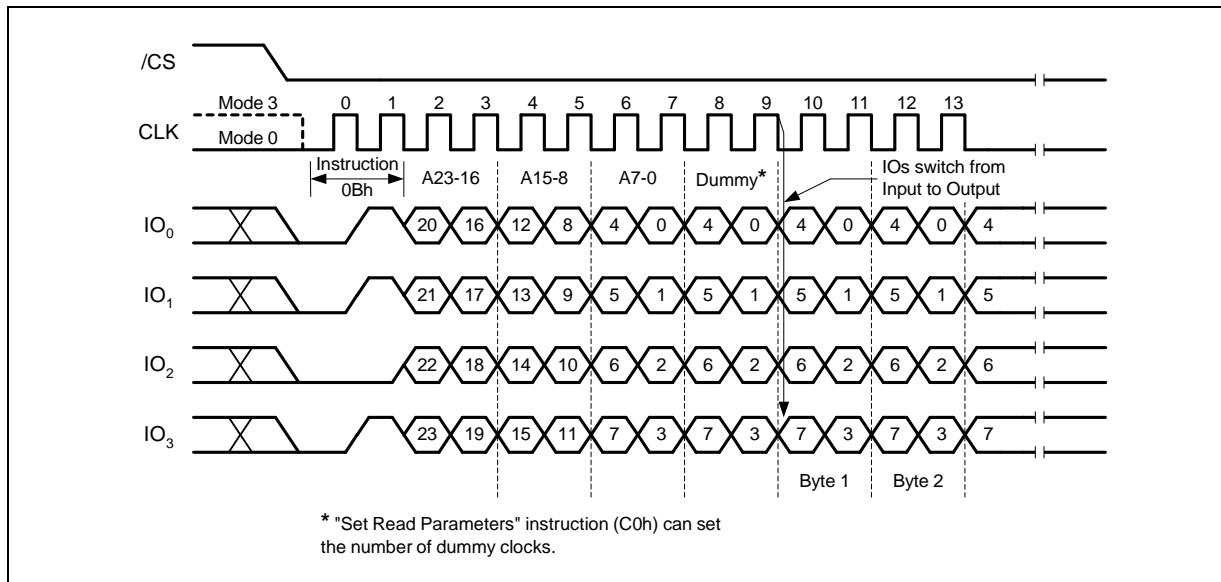 /CS
Mode 3 0 1 2 3 4 5 6 7 8 9 10 11 12 13
CLK
Mode 0
Instruction
0Bh A23-16 A15-8 A7-0 Dummy*
IOs switch from
Input to Output
IO0 20 16 12 8 4 0 4 0 4 0 4 0 4
IO1 21 17 13 9 5 1 5 1 5 1 5 1 5
IO2 22 18 14 10 6 2 6 2 6 2 6 2 6
IO3 23 19 15 11 7 3 7 3 7 3 7 3 7
Byte 1 Byte 2
* "Set Read Parameters" instruction (C0h) can set
the number of dummy clocks.